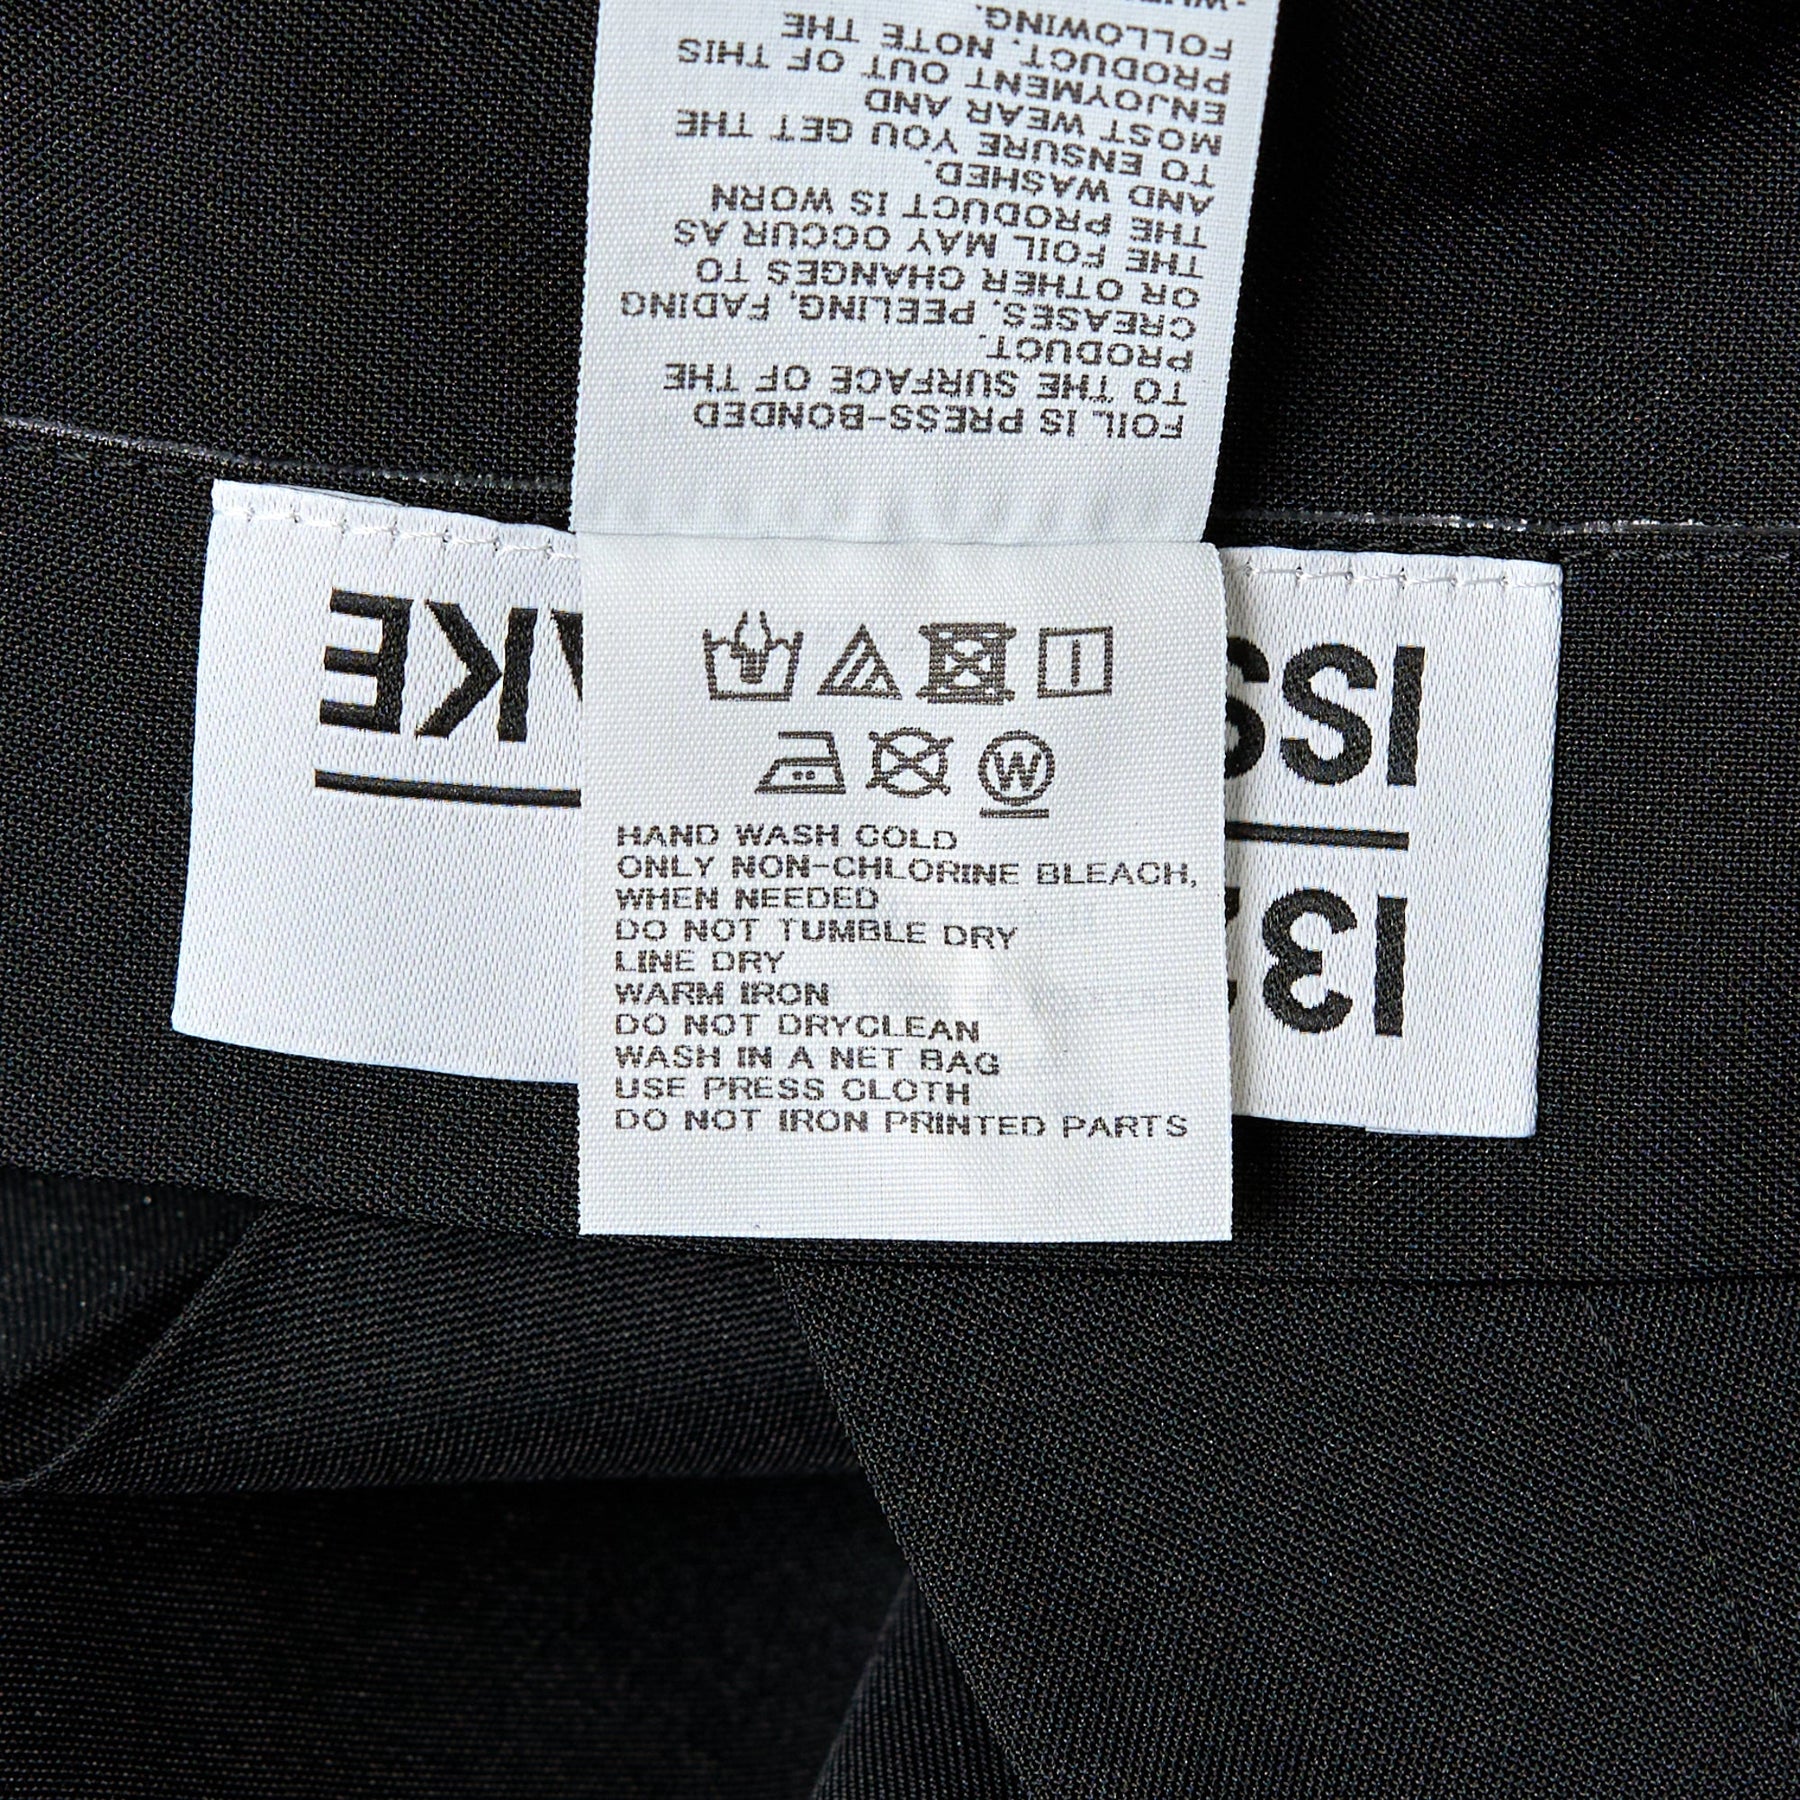 FOIL IS PRESS-BONDED
TO THE SURFACE OF THE
PRODUCT.
CREASES, PEELING, FADING
OR OTHER CHANGES TO
THE FOIL MAY OCCUR AS
THE PRODUCT IS WORN
AND WASHED.
TO ENSURE YOU GET THE
MOST WEAR AND
ENJOYMENT OUT OF THIS
PRODUCT, NOTE THE
FOLLOWING.
W
HAND WASH COLD
ONLY NON-CHLORINE BLEACH,
WHEN NEEDED
DO NOT TUMBLE DRY
LINE DRY
WARM IRON
DO NOT DRYCLEAN
WASH IN A NET BAG
USE PRESS CLOTH
DO NOT IRON PRINTED PARTS
13
ISS AKE